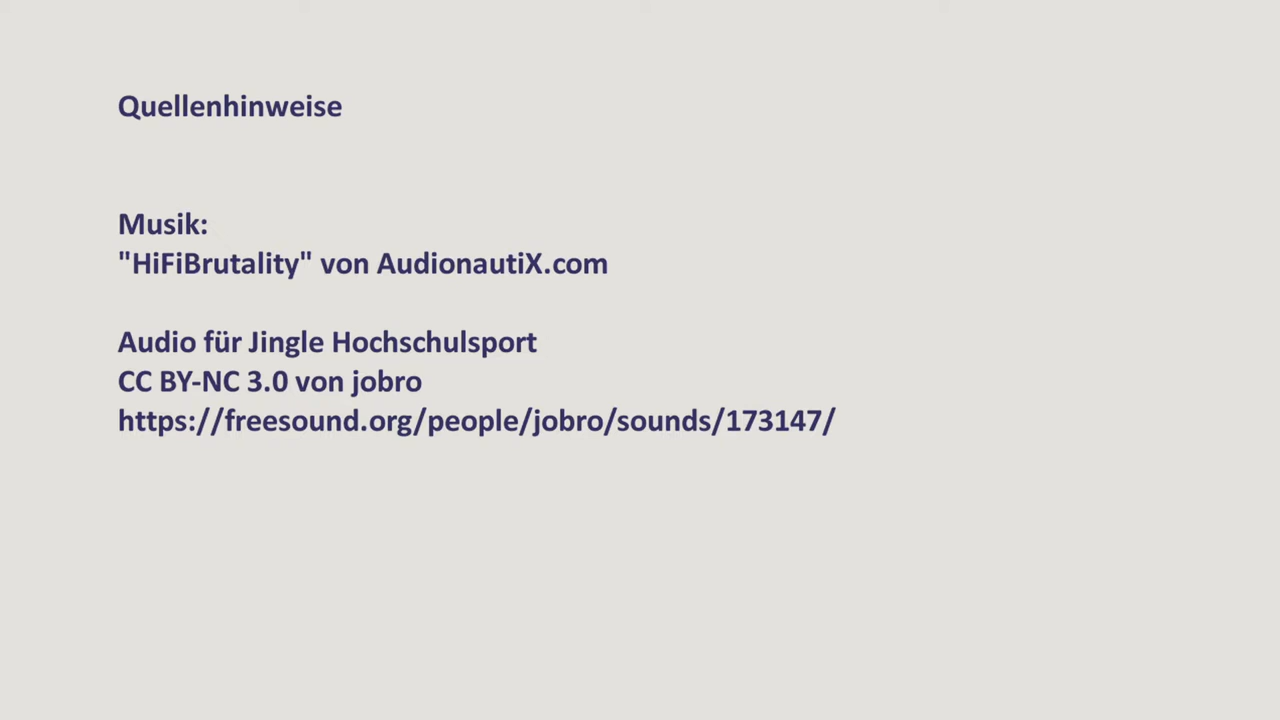 Quellenhinweise
Musik:
"HiFiBrutality" von AudionautiX.com
Audio für Jingle Hochschulsport
CC BY-NC 3.0 von jobro
https://freesound.org/people/jobro/sounds/173147/